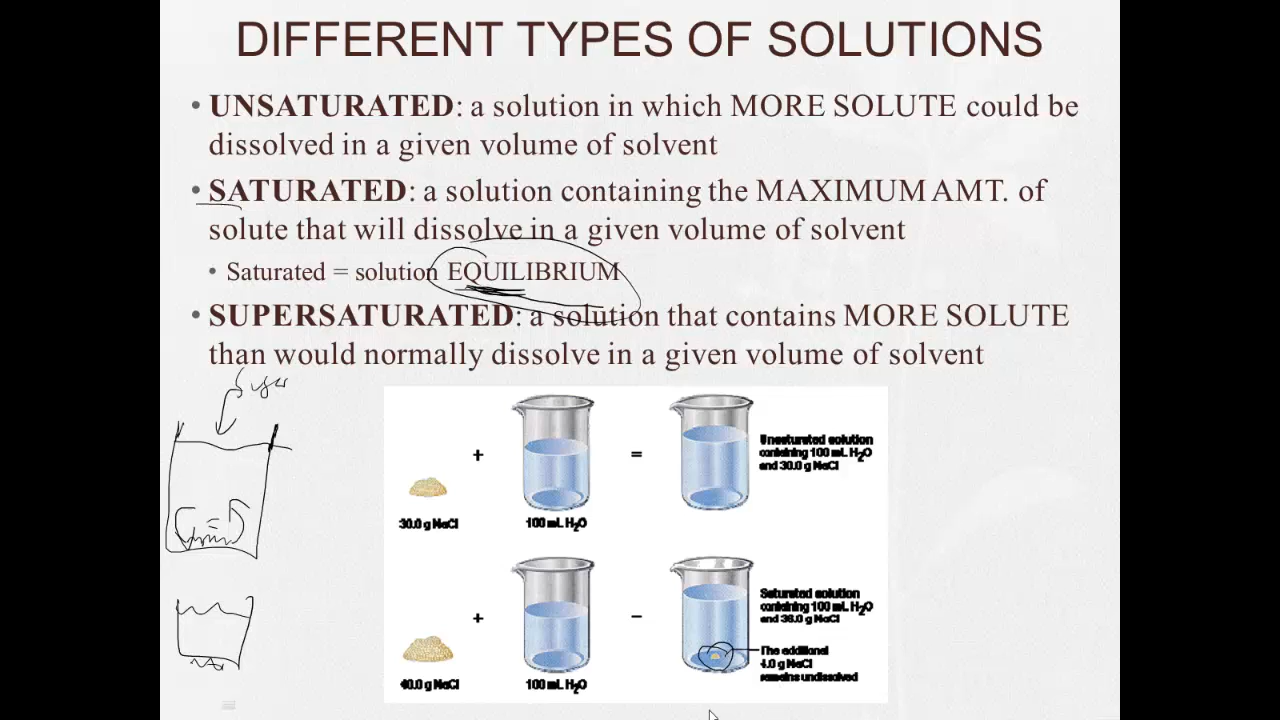 DIFFERENT TYPES OF SOLUTIONS
• UNSATURATED: a solution in which MORE SOLUTE could be
dissolved in a given volume of solvent
• SATURATED: a solution containing the MAXIMUM AMT. of
solute that will dissolve in a given volume of solvent
• Saturated = solution EQUILIBRIUM
• SUPERSATURATED: a solution that contains MORE SOLUTE
than would normally dissolve in a given volume of solvent
Sugar
+
=
Unsaturated solution
containing 100 mL H₂O
and 30.0 g NaCl
30.0 g NaCl
100 mL H₂O
+
–
Saturated solution
containing 100 mL H₂O
and 36.0 g NaCl
The additional
4.0 g NaCl
remains undissolved
40.0 g NaCl
100 mL H₂O